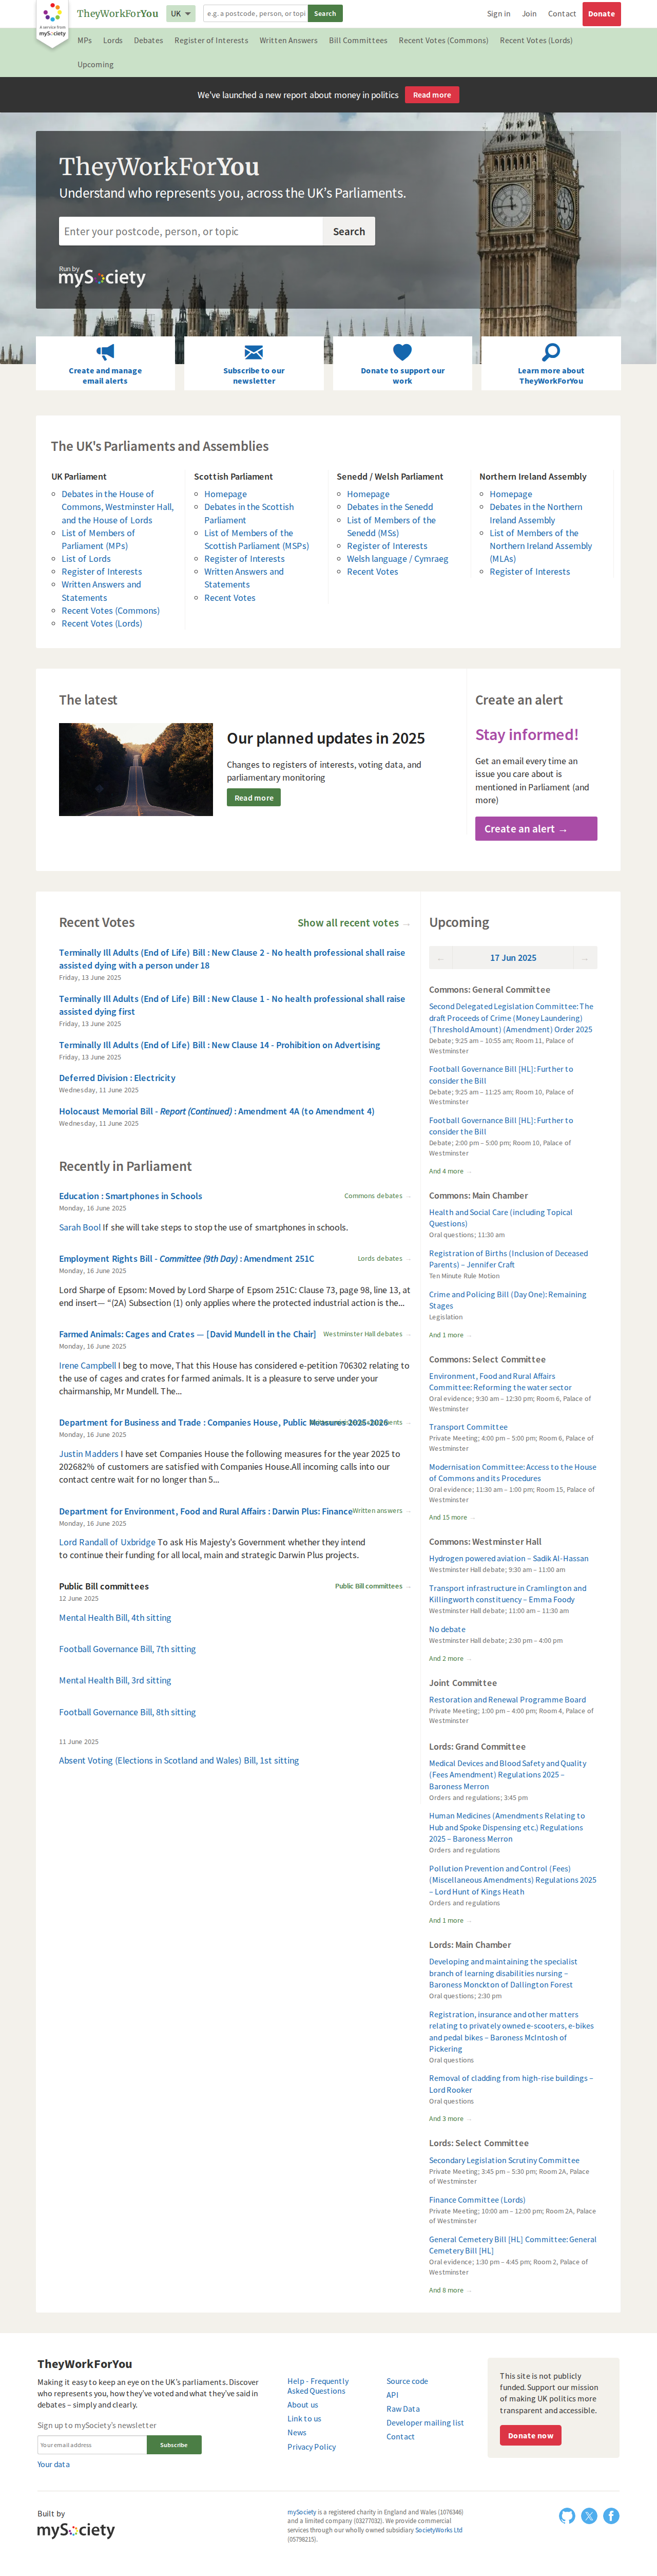 a service from
mySociety
TheyWorkForYou
UK
e.g. a postcode, person, or topi
Search
Sign in
Join
Contact
Donate
MPs
Lords
Debates
Register of Interests
Written Answers
Bill Committees
Recent Votes (Commons)
Recent Votes (Lords)
Upcoming
We've launched a new report about money in politics
Read more
TheyWorkForYou
Understand who represents you, across the UK's Parliaments.
Enter your postcode, person, or topic
Search
Run by
mySociety
Create and manage
email alerts
Subscribe to our
newsletter
Donate to support our
work
Learn more about
TheyWorkForYou
The UK's Parliaments and Assemblies
UK Parliament
Debates in the House of
Commons, Westminster Hall,
and the House of Lords
List of Members of
Parliament (MPs)
List of Lords
Register of Interests
Written Answers and
Statements
Recent Votes (Commons)
Recent Votes (Lords)
Scottish Parliament
Homepage
Debates in the Scottish
Parliament
List of Members of the
Scottish Parliament (MSPs)
Register of Interests
Written Answers and
Statements
Recent Votes
Senedd / Welsh Parliament
Homepage
Debates in the Senedd
List of Members of the
Senedd (MSs)
Register of Interests
Welsh language / Cymraeg
Recent Votes
Northern Ireland Assembly
Homepage
Debates in the Northern
Ireland Assembly
List of Members of the
Northern Ireland Assembly
(MLAs)
Register of Interests
The latest
Our planned updates in 2025
Changes to registers of interests, voting data, and
parliamentary monitoring
Read more
Create an alert
Stay informed!
Get an email every time an
issue you care about is
mentioned in Parliament (and
more)
Create an alert →
Recent Votes
Show all recent votes →
Terminally Ill Adults (End of Life) Bill : New Clause 2 - No health professional shall raise
assisted dying with a person under 18
Friday, 13 June 2025
Terminally Ill Adults (End of Life) Bill : New Clause 1 - No health professional shall raise
assisted dying first
Friday, 13 June 2025
Terminally Ill Adults (End of Life) Bill : New Clause 14 - Prohibition on Advertising
Friday, 13 June 2025
Deferred Division : Electricity
Wednesday, 11 June 2025
Holocaust Memorial Bill - Report (Continued) : Amendment 4A (to Amendment 4)
Wednesday, 11 June 2025
Recently in Parliament
Education : Smartphones in Schools
Commons debates →
Monday, 16 June 2025
Sarah Bool If she will take steps to stop the use of smartphones in schools.
Employment Rights Bill - Committee (9th Day) : Amendment 251C
Lords debates →
Monday, 16 June 2025
Lord Sharpe of Epsom: Moved by Lord Sharpe of Epsom 251C: Clause 73, page 98, line 13, at
end insert— “(2A) Subsection (1) only applies where the protected industrial action is the...
Farmed Animals: Cages and Crates — [David Mundell in the Chair]
Westminster Hall debates →
Monday, 16 June 2025
Irene Campbell I beg to move, That this House has considered e-petition 706302 relating to
the use of cages and crates for farmed animals. It is a pleasure to serve under your
chairmanship, Mr Mundell. The...
Department for Business and Trade : Companies House, Public Measures 2025-2026
Monday, 16 June 2025
Justin Madders I have set Companies House the following measures for the year 2025 to
202682% of customers are satisfied with Companies House.All incoming calls into our
contact centre wait for no longer than 5...
Department for Environment, Food and Rural Affairs : Darwin Plus: Finance
Written answers →
Monday, 16 June 2025
Lord Randall of Uxbridge To ask His Majesty's Government whether they intend
to continue their funding for all local, main and strategic Darwin Plus projects.
Public Bill committees
Public Bill committees →
12 June 2025
Mental Health Bill, 4th sitting
Football Governance Bill, 7th sitting
Mental Health Bill, 3rd sitting
Football Governance Bill, 8th sitting
11 June 2025
Absent Voting (Elections in Scotland and Wales) Bill, 1st sitting
Upcoming
←
17 Jun 2025
→
Commons: General Committee
Second Delegated Legislation Committee: The
draft Proceeds of Crime (Money Laundering)
(Threshold Amount) (Amendment) Order 2025
Debate; 9:25 am – 10:55 am; Room 11, Palace of
Westminster
Football Governance Bill [HL]: Further to
consider the Bill
Debate; 9:25 am – 11:25 am; Room 10, Palace of
Westminster
Football Governance Bill [HL]: Further to
consider the Bill
Debate; 2:00 pm – 5:00 pm; Room 10, Palace of
Westminster
And 4 more →
Commons: Main Chamber
Health and Social Care (including Topical
Questions)
Oral questions; 11:30 am
Registration of Births (Inclusion of Deceased
Parents) – Jennifer Craft
Ten Minute Rule Motion
Crime and Policing Bill (Day One): Remaining
Stages
Legislation
And 1 more →
Commons: Select Committee
Environment, Food and Rural Affairs
Committee: Reforming the water sector
Oral evidence; 9:30 am – 12:30 pm; Room 6, Palace of
Westminster
Transport Committee
Private Meeting; 4:00 pm – 5:00 pm; Room 6, Palace of
Westminster
Modernisation Committee: Access to the House
of Commons and its Procedures
Oral evidence; 11:30 am – 1:00 pm; Room 15, Palace of
Westminster
And 15 more →
Commons: Westminster Hall
Hydrogen powered aviation – Sadik Al-Hassan
Westminster Hall debate; 9:30 am – 11:00 am
Transport infrastructure in Cramlington and
Killingworth constituency – Emma Foody
Westminster Hall debate; 11:00 am – 11:30 am
No debate
Westminster Hall debate; 2:30 pm – 4:00 pm
And 2 more →
Joint Committee
Restoration and Renewal Programme Board
Private Meeting; 1:00 pm – 4:00 pm; Room 4, Palace of
Westminster
Lords: Grand Committee
Medical Devices and Blood Safety and Quality
(Fees Amendment) Regulations 2025 –
Baroness Merron
Orders and regulations; 3:45 pm
Human Medicines (Amendments Relating to
Hub and Spoke Dispensing etc.) Regulations
2025 – Baroness Merron
Orders and regulations
Pollution Prevention and Control (Fees)
(Miscellaneous Amendments) Regulations 2025
– Lord Hunt of Kings Heath
Orders and regulations
And 1 more →
Lords: Main Chamber
Developing and maintaining the specialist
branch of learning disabilities nursing –
Baroness Monckton of Dallington Forest
Oral questions; 2:30 pm
Registration, insurance and other matters
relating to privately owned e-scooters, e-bikes
and pedal bikes – Baroness McIntosh of
Pickering
Oral questions
Removal of cladding from high-rise buildings –
Lord Rooker
Oral questions
And 3 more →
Lords: Select Committee
Secondary Legislation Scrutiny Committee
Private Meeting; 3:45 pm – 5:30 pm; Room 2A, Palace
of Westminster
Finance Committee (Lords)
Private Meeting; 10:00 am – 12:00 pm; Room 2A, Palace
of Westminster
General Cemetery Bill [HL] Committee: General
Cemetery Bill [HL]
Oral evidence; 1:30 pm – 4:45 pm; Room 2, Palace of
Westminster
And 8 more →
TheyWorkForYou
Making it easy to keep an eye on the UK's parliaments. Discover
who represents you, how they've voted and what they've said in
debates – simply and clearly.
Sign up to mySociety's newsletter
Your email address
Subscribe
Your data
Help - Frequently
Asked Questions
About us
Link to us
News
Privacy Policy
Source code
API
Raw Data
Developer mailing list
Contact
This site is not publicly
funded. Support our mission
of making UK politics more
transparent and accessible.
Donate now
Built by
mySociety
mySociety is a registered charity in England and Wales (1076346)
and a limited company (03277032). We provide commercial
services through our wholly owned subsidiary SocietyWorks Ltd
(05798215).